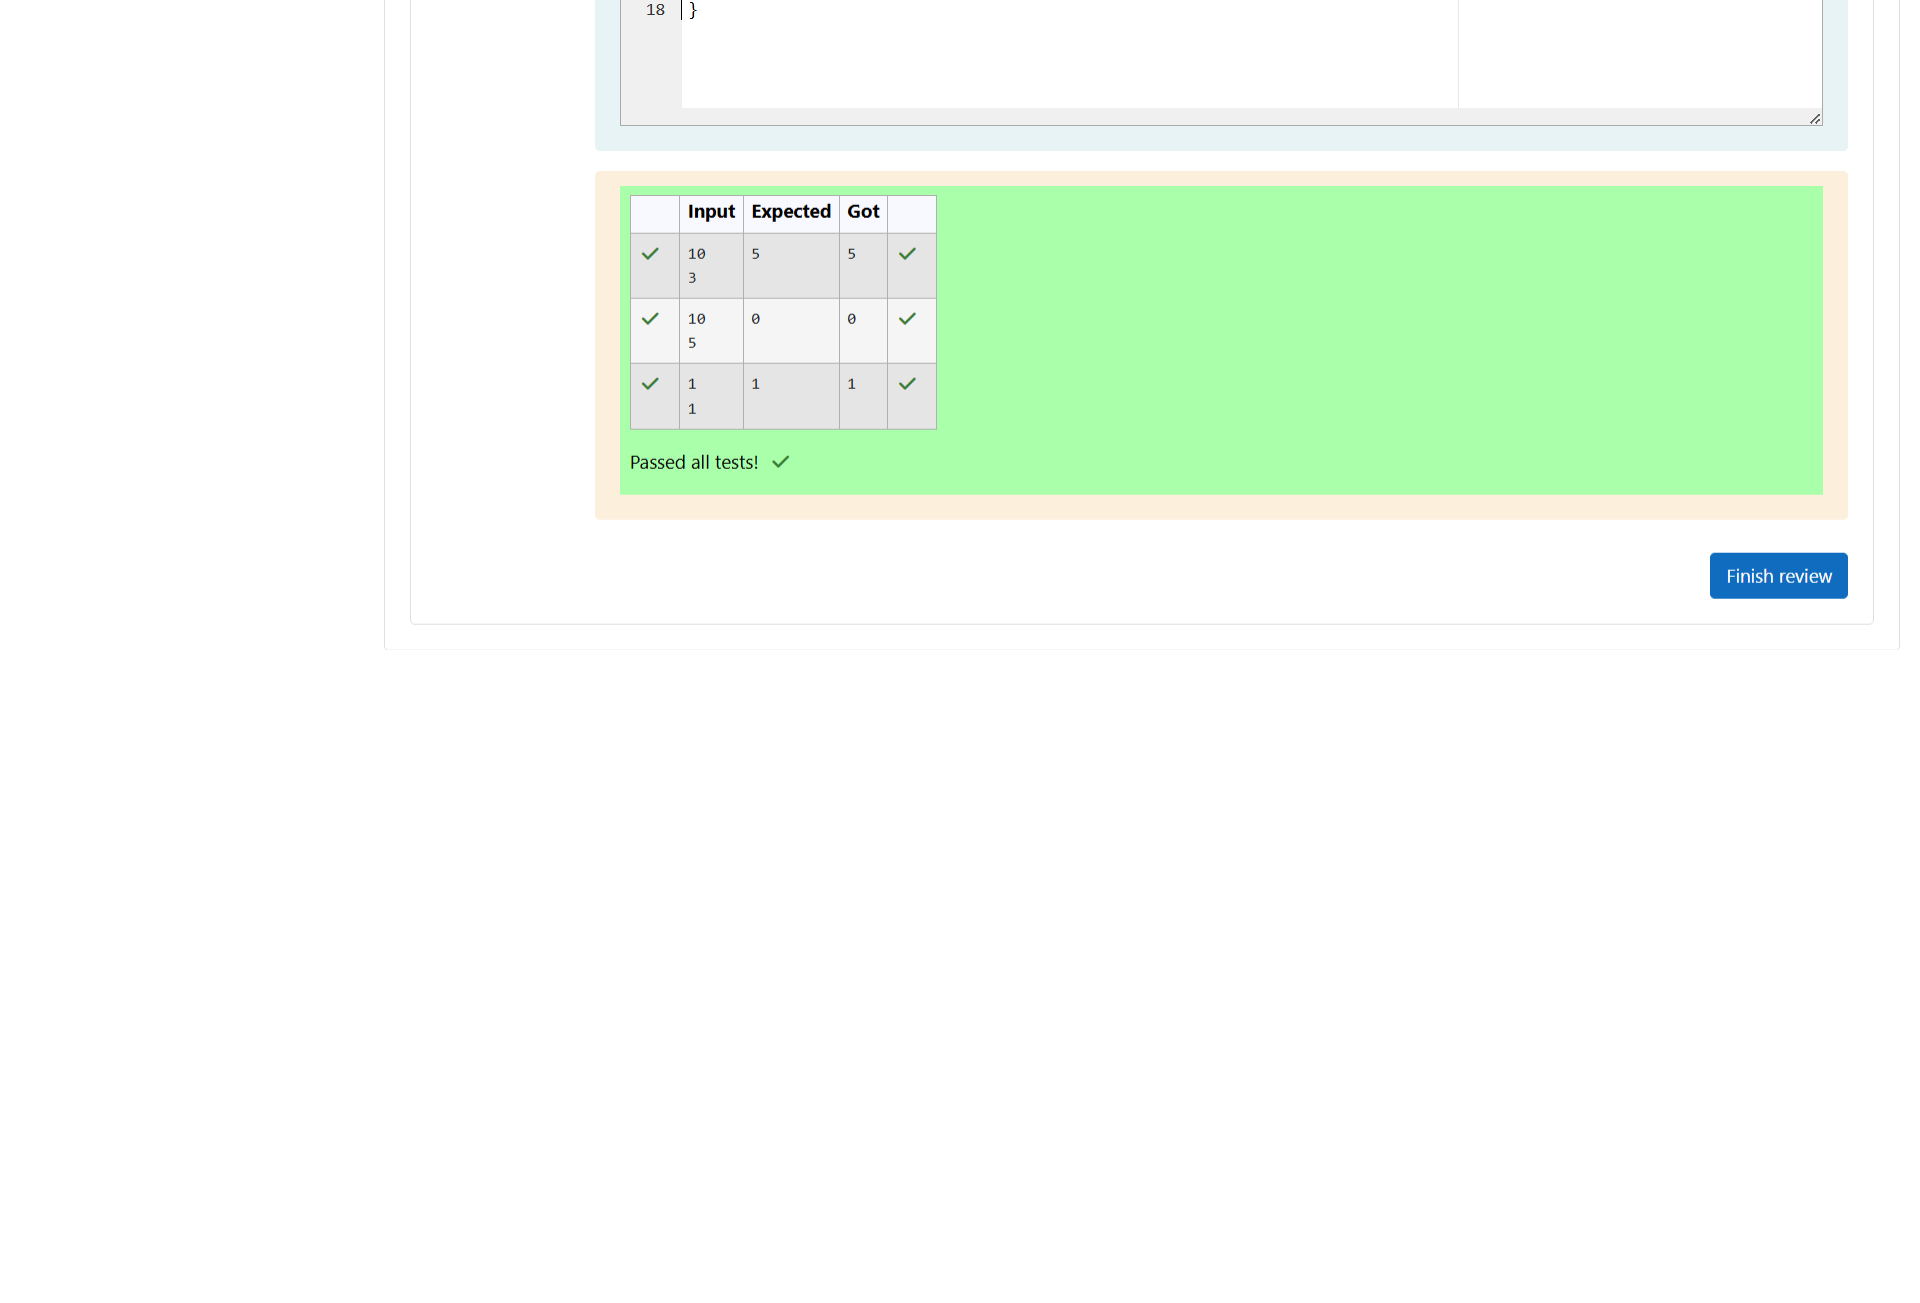 18 }
Input Expected Got
10 5 5
3
10 0 0
5
1 1 1
1
Passed all tests!
Finish review